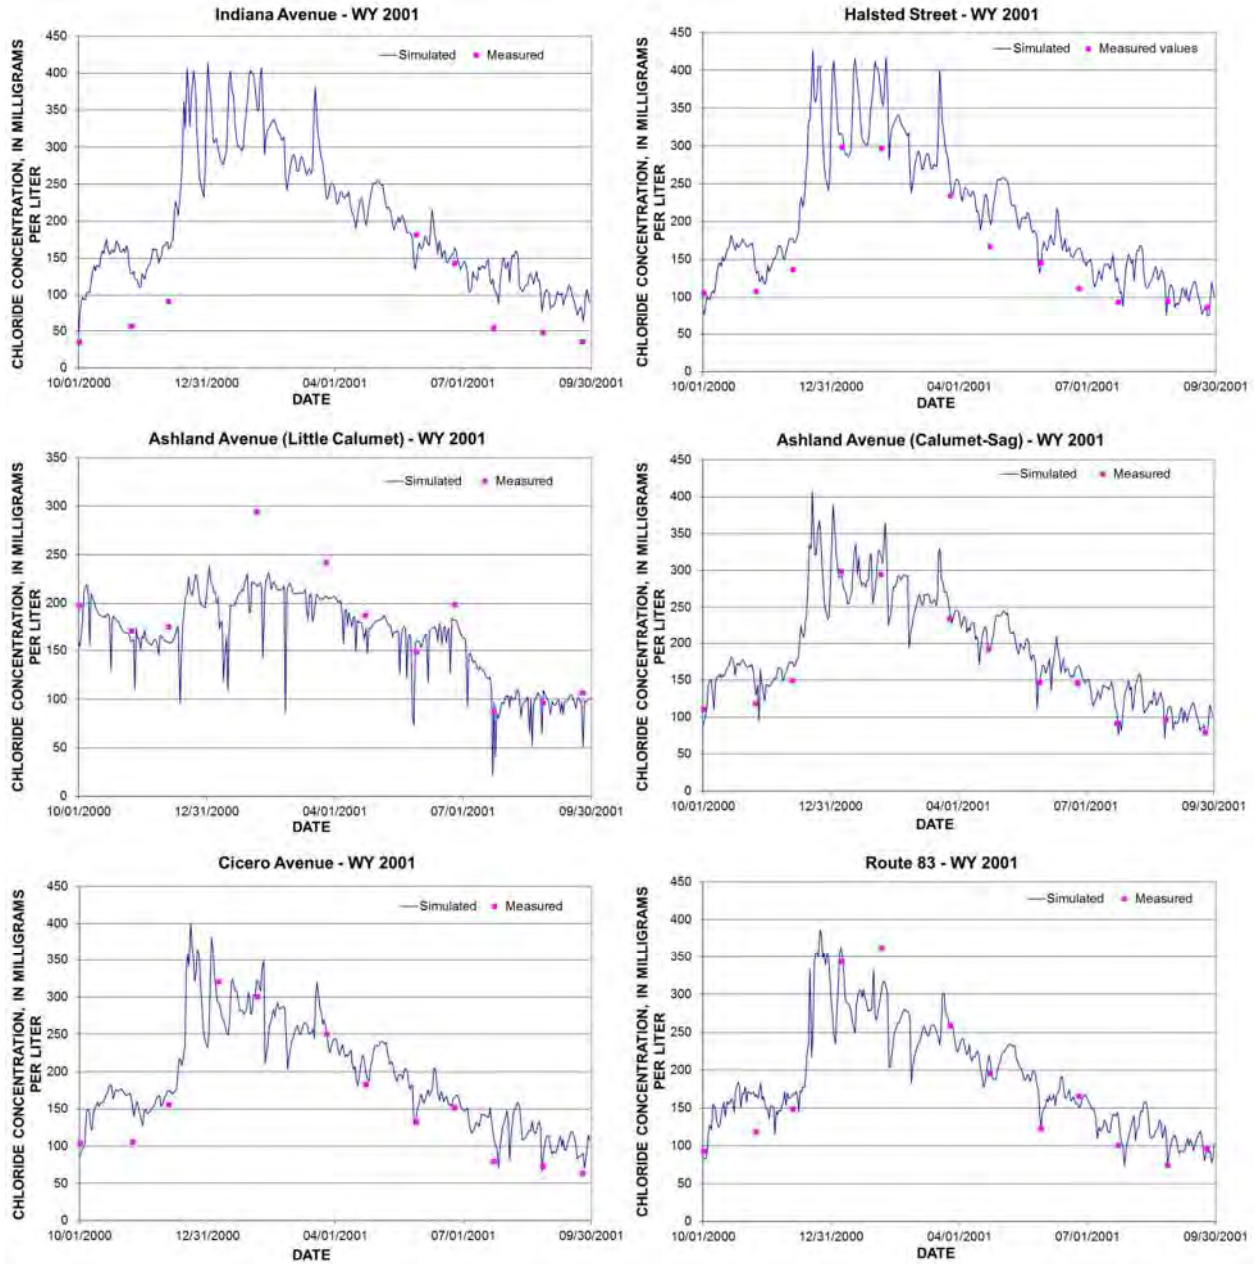 Indiana Avenue - WY 2001
CHLORIDE CONCENTRATION, IN MILLIGRAMS
PER LITER
450
400
350
300
250
200
150
100
50
0
Simulated
Measured
10/01/2000
12/31/2000
04/01/2001
07/01/2001
09/30/2001
DATE
Halsted Street - WY 2001
CHLORIDE CONCENTRATION, IN MILLIGRAMS
PER LITER
450
400
350
300
250
200
150
100
50
0
Simulated
Measured values
10/01/2000
12/31/2000
04/01/2001
07/01/2001
09/30/2001
DATE
Ashland Avenue (Little Calumet) - WY 2001
CHLORIDE CONCENTRATION, IN MILLIGRAMS
PER LITER
350
300
250
200
150
100
50
0
Simulated
Measured
10/01/2000
12/31/2000
04/01/2001
07/01/2001
09/30/2001
DATE
Ashland Avenue (Calumet-Sag) - WY 2001
CHLORIDE CONCENTRATION, IN MILLIGRAMS
PER LITER
450
400
350
300
250
200
150
100
50
0
Simulated
Measured
10/01/2000
12/31/2000
04/01/2001
07/01/2001
09/30/2001
DATE
Cicero Avenue - WY 2001
CHLORIDE CONCENTRATION, IN MILLIGRAMS
PER LITER
450
400
350
300
250
200
150
100
50
0
Simulated
Measured
10/01/2000
12/31/2000
04/01/2001
07/01/2001
09/30/2001
DATE
Route 83 - WY 2001
CHLORIDE CONCENTRATION, IN MILLIGRAMS
PER LITER
450
400
350
300
250
200
150
100
50
0
Simulated
Measured
10/01/2000
12/31/2000
04/01/2001
07/01/2001
09/30/2001
DATE